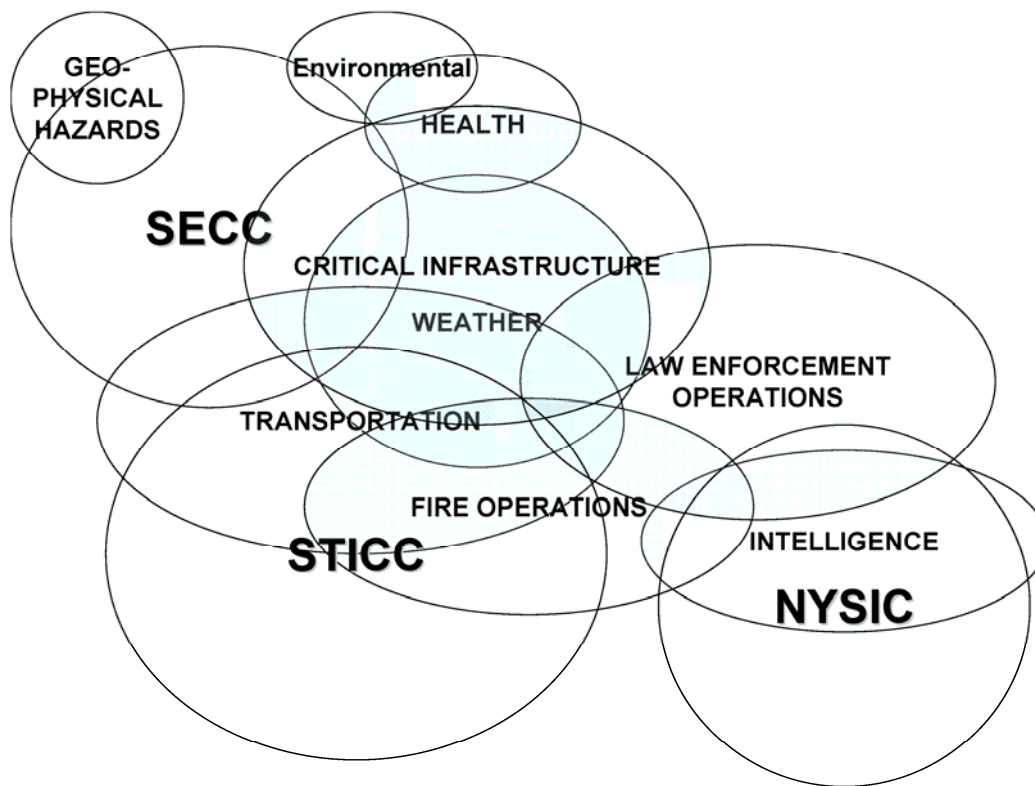 GEO-
PHYSICAL
HAZARDS
Environmental
HEALTH
SECC
CRITICAL INFRASTRUCTURE
WEATHER
LAW ENFORCEMENT
OPERATIONS
TRANSPORTATION
FIRE OPERATIONS
STICC
INTELLIGENCE
NYSIC